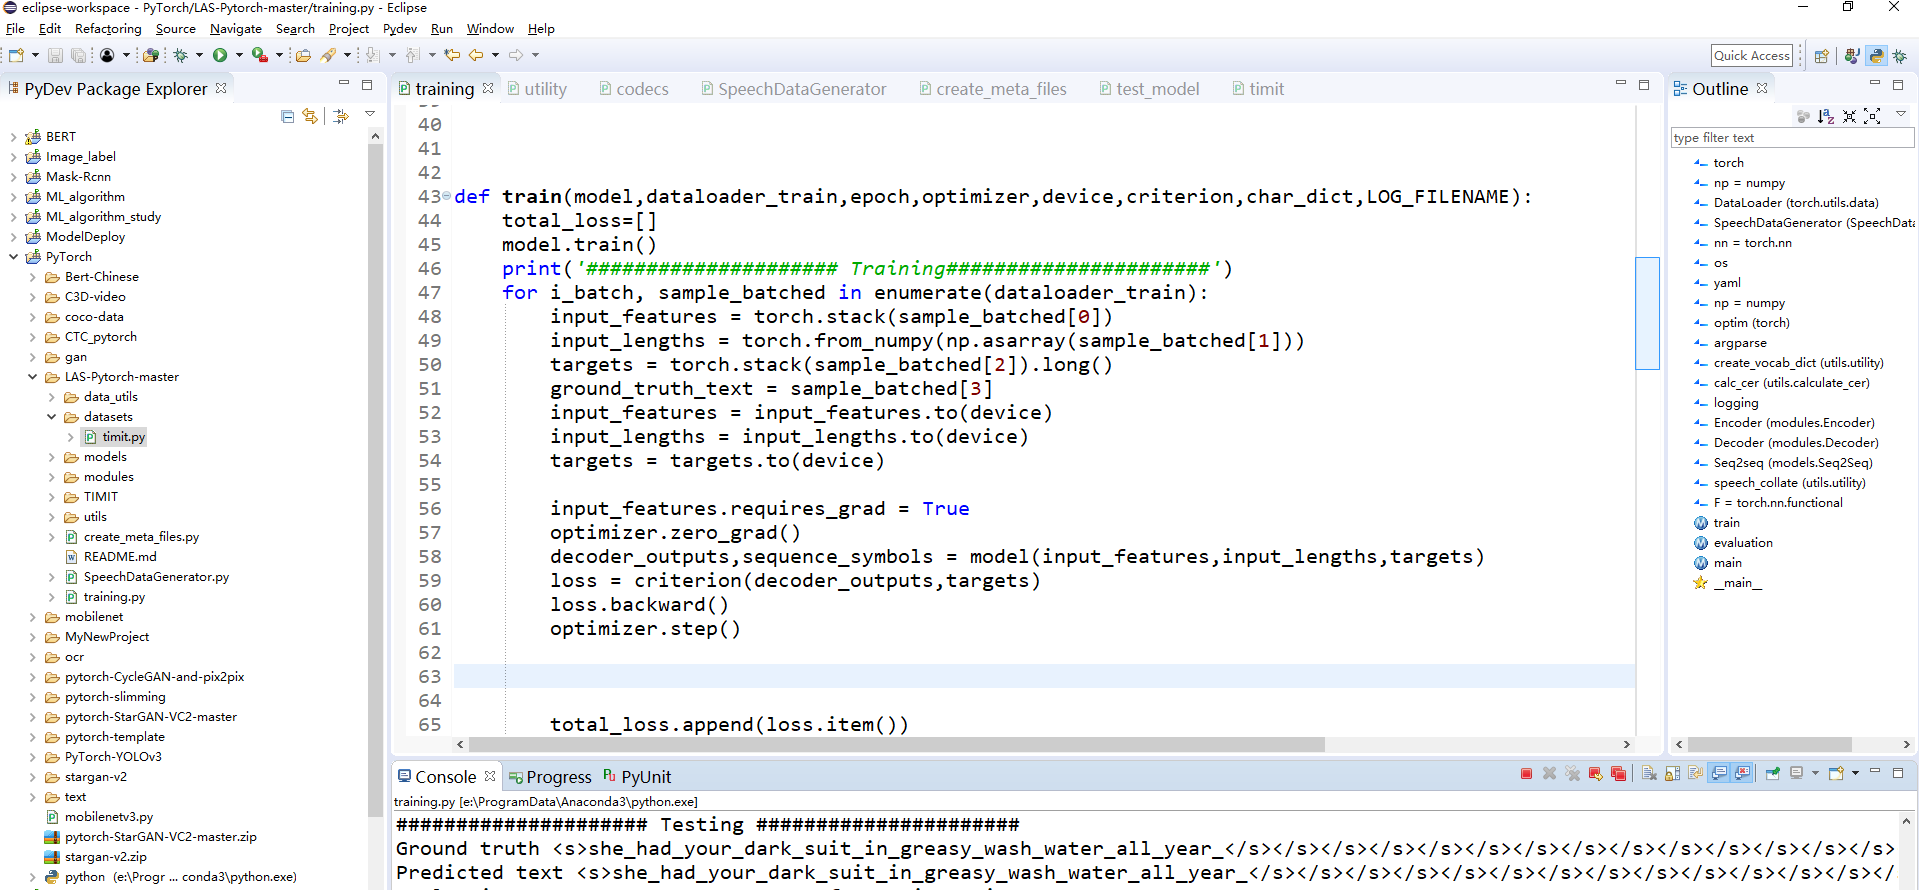 eclipse-workspace - PyTorch/LAS-Pytorch-master/training.py - Eclipse
File Edit Refactoring Source Navigate Search Project Pydev Run Window Help
Quick Access
PyDev Package Explorer
BERT
Image_label
Mask-Rcnn
ML_algorithm
ML_algorithm_study
ModelDeploy
PyTorch
Bert-Chinese
C3D-video
coco-data
CTC_pytorch
gan
LAS-Pytorch-master
data_utils
datasets
timit.py
models
modules
TIMIT
utils
create_meta_files.py
README.md
SpeechDataGenerator.py
training.py
mobilenet
MyNewProject
ocr
pytorch-CycleGAN-and-pix2pix
pytorch-slimming
pytorch-StarGAN-VC2-master
pytorch-template
PyTorch-YOLOv3
stargan-v2
text
mobilenetv3.py
pytorch-StarGAN-VC2-master.zip
stargan-v2.zip
python (e:\Progr ... conda3\python.exe)
training utility codecs SpeechDataGenerator create_meta_files test_model timit
40
41
42
43 def train(model,dataloader_train,epoch,optimizer,device,criterion,char_dict,LOG_FILENAME):
44 total_loss=[]
45 model.train()
46 print('##################### Training######################')
47 for i_batch, sample_batched in enumerate(dataloader_train):
48 input_features = torch.stack(sample_batched[0])
49 input_lengths = torch.from_numpy(np.asarray(sample_batched[1]))
50 targets = torch.stack(sample_batched[2]).long()
51 ground_truth_text = sample_batched[3]
52 input_features = input_features.to(device)
53 input_lengths = input_lengths.to(device)
54 targets = targets.to(device)
55
56 input_features.requires_grad = True
57 optimizer.zero_grad()
58 decoder_outputs,sequence_symbols = model(input_features,input_lengths,targets)
59 loss = criterion(decoder_outputs,targets)
60 loss.backward()
61 optimizer.step()
62
63
64
65 total_loss.append(loss.item())
Outline
type filter text
torch
np = numpy
DataLoader (torch.utils.data)
SpeechDataGenerator (SpeechData
nn = torch.nn
os
yaml
np = numpy
optim (torch)
argparse
create_vocab_dict (utils.utility)
calc_cer (utils.calculate_cer)
logging
Encoder (modules.Encoder)
Decoder (modules.Decoder)
Seq2seq (models.Seq2Seq)
speech_collate (utils.utility)
F = torch.nn.functional
train
evaluation
main
__main__
Console Progress PyUnit
training.py [e:\ProgramData\Anaconda3\python.exe]
##################### Testing ######################
Ground truth <s>she_had_your_dark_suit_in_greasy_wash_water_all_year_</s></s></s></s></s></s></s></s></s></s></s></s></s></s>
Predicted text <s>she_had_your_dark_suit_in_greasy_wash_water_all_year_</s></s></s></s></s></s></s></s></s></s></s></s></s></